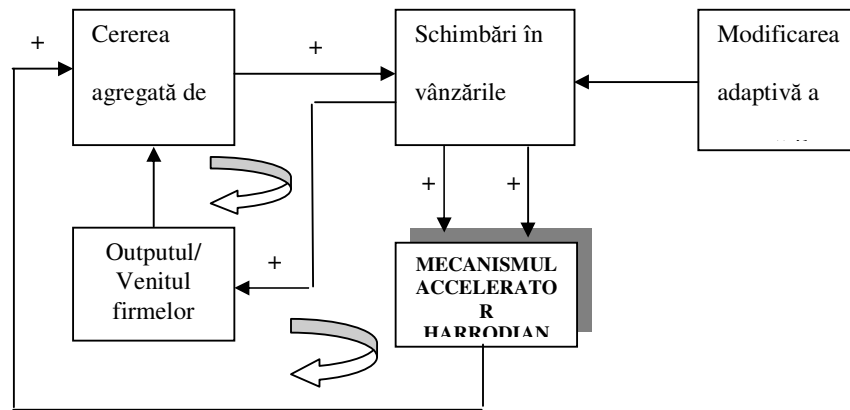 +
Cererea
agregată de
+
Schimbări în
vânzările
Modificarea
adaptivă a
+
+
Outputul/
Venitul
firmelor
+
MECANISMUL
ACCELERATO
R
HARRODIAN